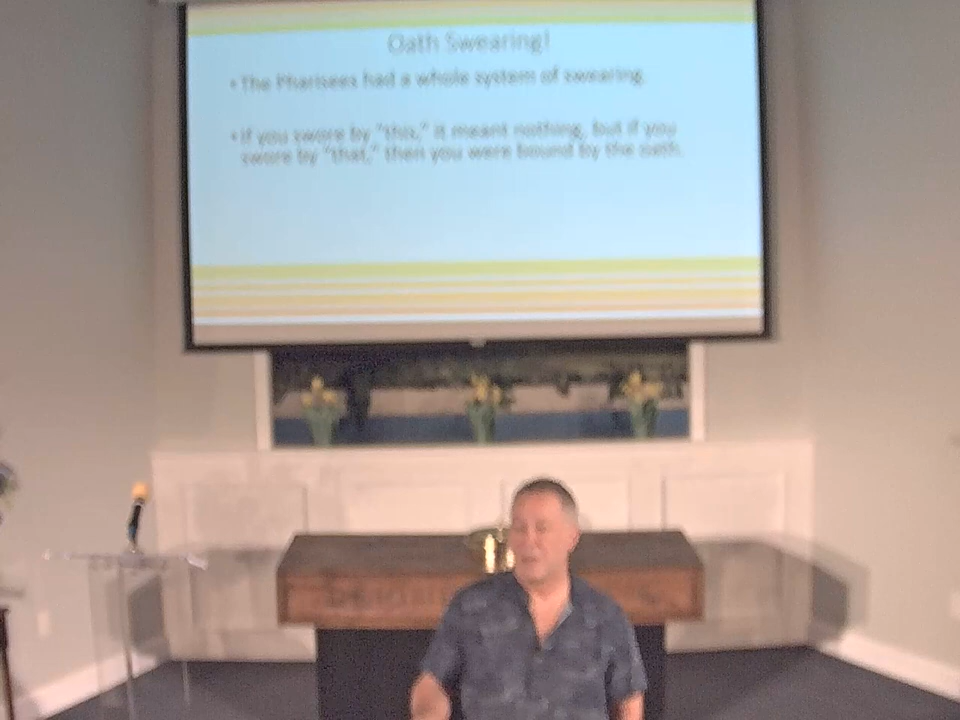 Oath Swearing!
• The Pharisees had a whole system of swearing.
• If you swore by "this," it meant nothing, but if you
swore by "that," then you were bound by the oath.